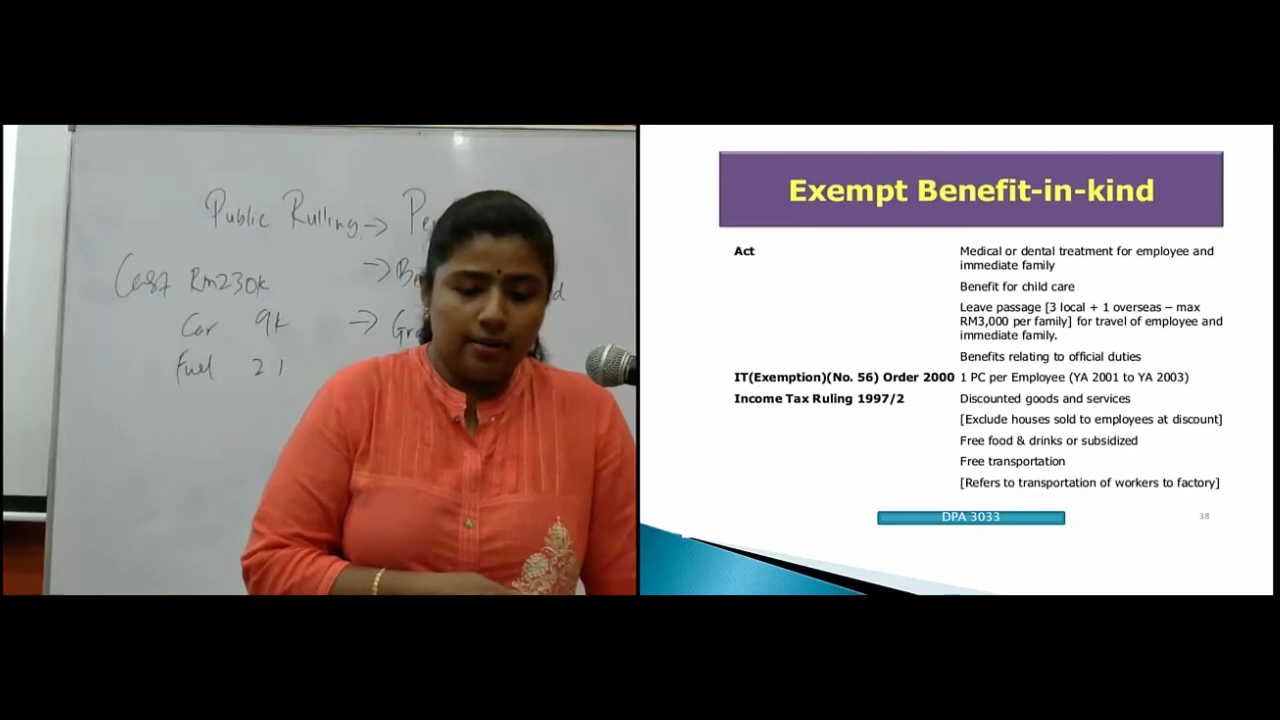 Public Rulling →
Cost Rm230k →
Car 9k →
Fuel 2
Exempt Benefit-in-kind
Act Medical or dental treatment for employee and
immediate family
Benefit for child care
Leave passage [3 local + 1 overseas – max
RM3,000 per family] for travel of employee and
immediate family.
Benefits relating to official duties
IT(Exemption)(No. 56) Order 2000 1 PC per Employee (YA 2001 to YA 2003)
Income Tax Ruling 1997/2 Discounted goods and services
[Exclude houses sold to employees at discount]
Free food & drinks or subsidized
Free transportation
[Refers to transportation of workers to factory]
DPA 3033
38